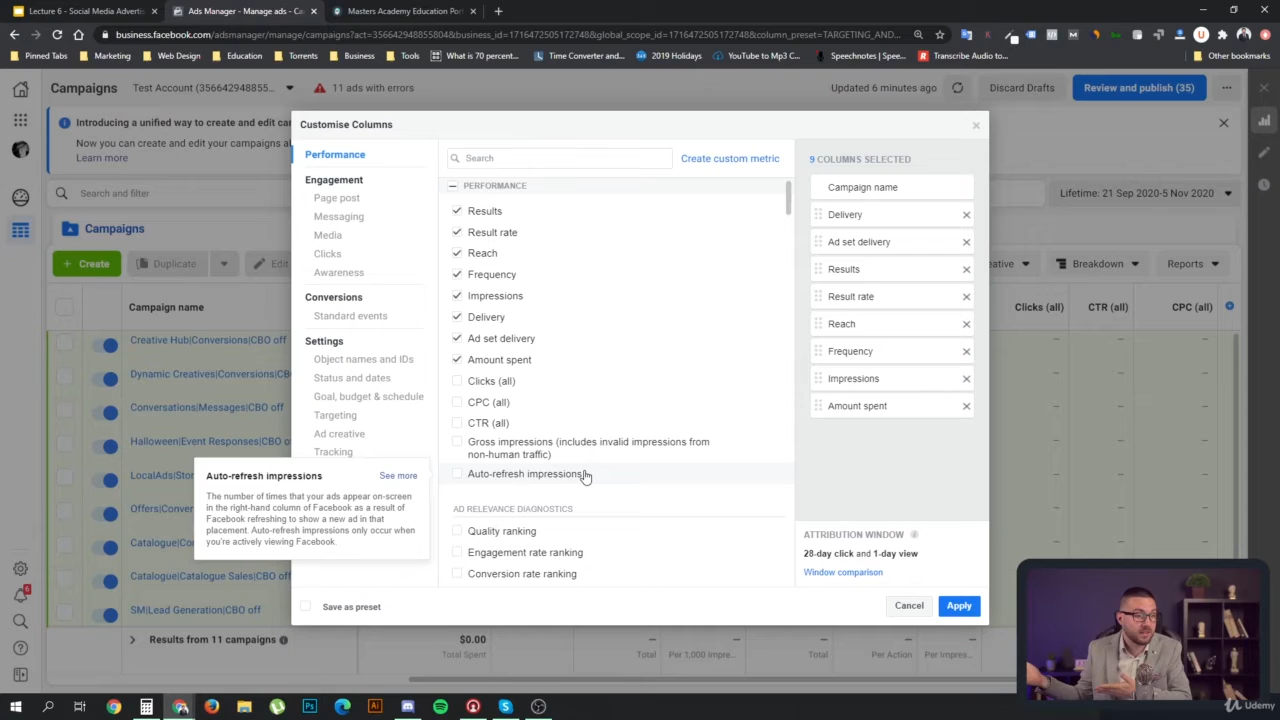 Lecture 6 - Social Media Adverti
Ads Manager - Manage ads - Ca
Masters Academy Education Por
business.facebook.com/adsmanager/manage/campaigns?act=356642948855804&business_id=1716472505172748&global_scope_id=1716472505172748&column_preset=TARGETING_AND...
Pinned Tabs
Marketing
Web Design
Education
Torrents
Business
Tools
What is 70 percent...
Time Converter and...
2019 Holidays
YouTube to Mp3 C...
Speechnotes | Spee...
Transcribe Audio to...
Other bookmarks
Campaigns
Test Account (356642948855...
11 ads with errors
Updated 6 minutes ago
Discard Drafts
Review and publish (35)
Introducing a unified way to create and edit cam
Now you can create and edit your campaigns a
Learn more
Search and filter
Lifetime: 21 Sep 2020-5 Nov 2020
Campaigns
+ Create
Duplicate
Edit
eative
Breakdown
Reports
Campaign name
Clicks (all)
CTR (all)
CPC (all)
Creative Hub|Conversions|CBO off
Dynamic Creatives|Conversions|CBO
Conversations|Messages|CBO off
Halloween|Event Responses|CBO o
LocalAds|Sto
Offers|Conve
Catalogue|Co
Catalogue|Catalogue Sales|CBO off
SM|Lead Generation|CBO off
Results from 11 campaigns
$0.00
Total Spent
Total
Per 1,000 Impre...
Total
Per Action
Per Impres...
Customise Columns
Performance
Engagement
Page post
Messaging
Media
Clicks
Awareness
Conversions
Standard events
Settings
Object names and IDs
Status and dates
Goal, budget & schedule
Targeting
Ad creative
Tracking
Search
Create custom metric
PERFORMANCE
Results
Result rate
Reach
Frequency
Impressions
Delivery
Ad set delivery
Amount spent
Clicks (all)
CPC (all)
CTR (all)
Gross impressions (includes invalid impressions from
non-human traffic)
Auto-refresh impressions
AD RELEVANCE DIAGNOSTICS
Quality ranking
Engagement rate ranking
Conversion rate ranking
9 COLUMNS SELECTED
Campaign name
Delivery
Ad set delivery
Results
Result rate
Reach
Frequency
Impressions
Amount spent
ATTRIBUTION WINDOW
28-day click and 1-day view
Window comparison
Save as preset
Cancel
Apply
Auto-refresh impressions
See more
The number of times that your ads appear on-screen
in the right-hand column of Facebook as a result of
Facebook refreshing to show a new ad in that
placement. Auto-refresh impressions only occur when
you're actively viewing Facebook.
6
Udemy